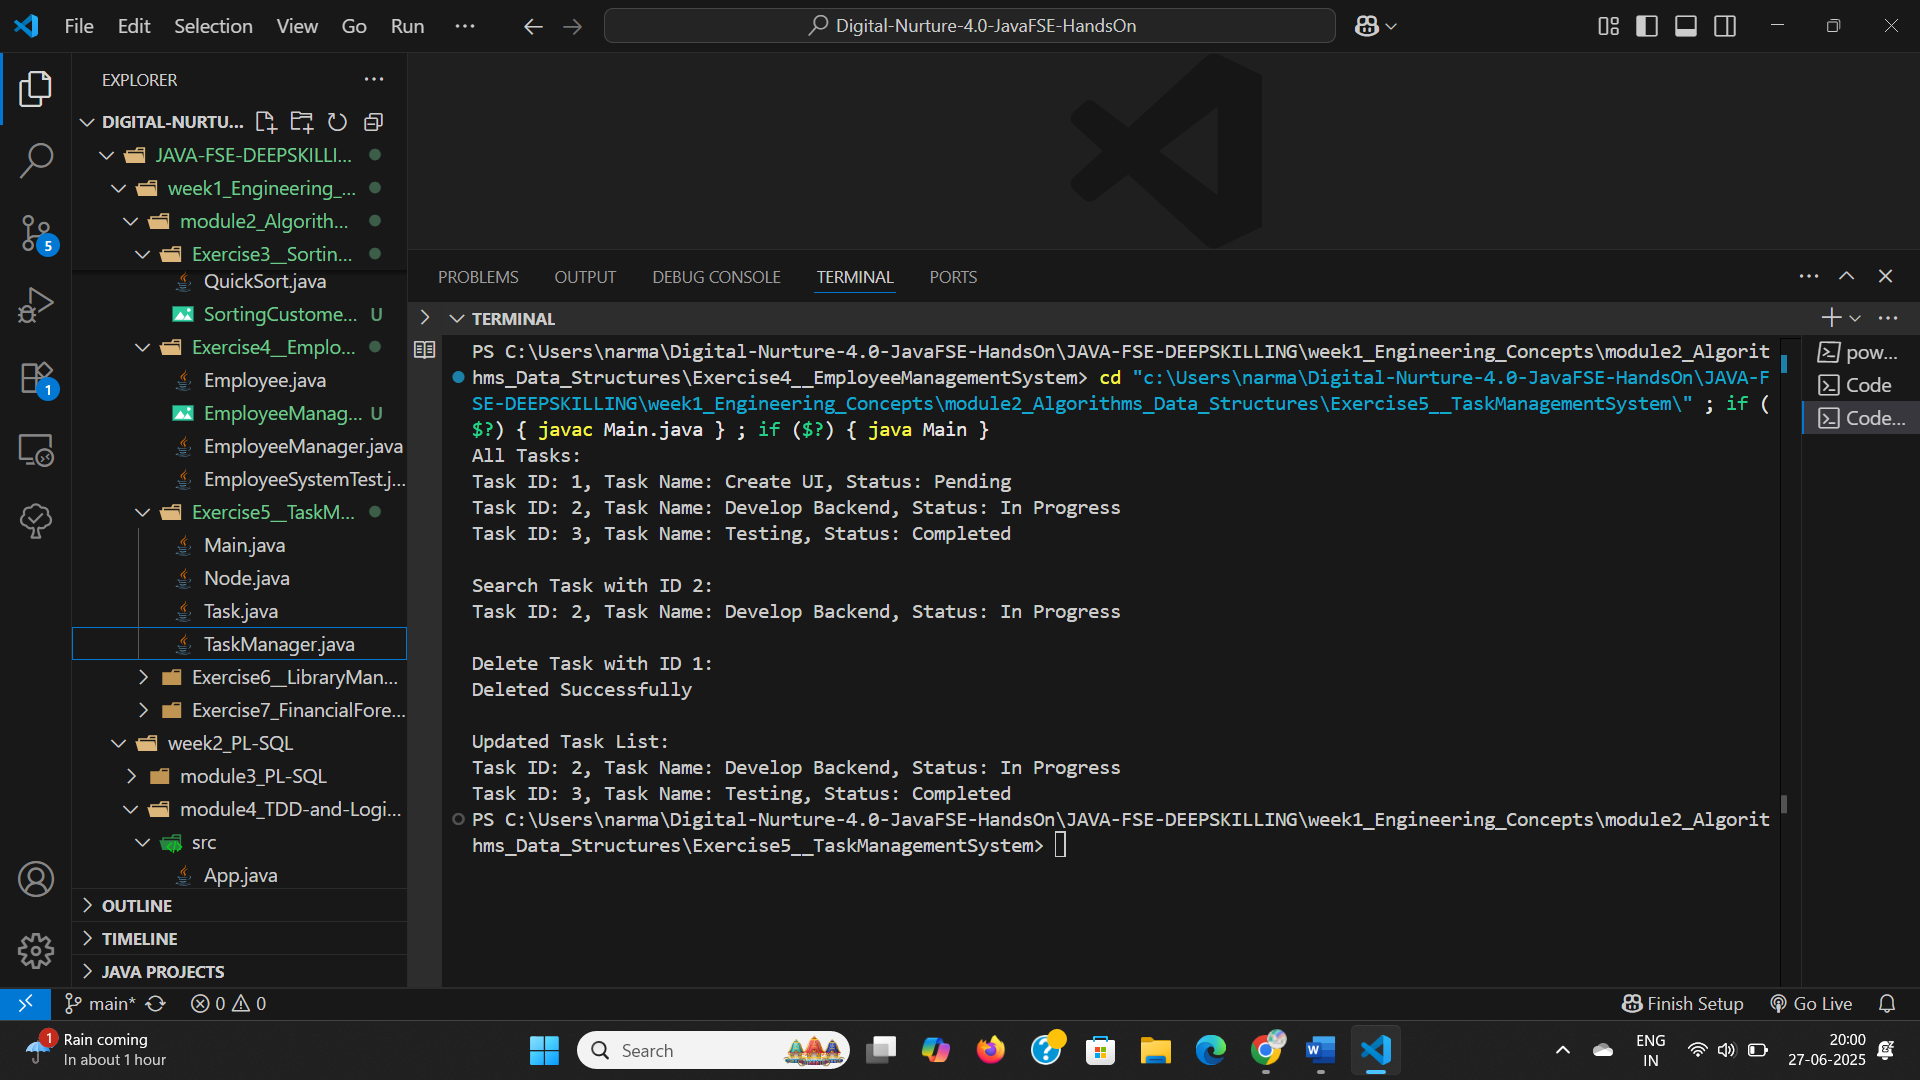 File Edit Selection View Go Run ···
Digital-Nurture-4.0-JavaFSE-HandsOn
EXPLORER
DIGITAL-NURTU...
JAVA-FSE-DEEPSKILLI...
week1_Engineering_...
module2_Algorith...
Exercise3__Sortin...
QuickSort.java
SortingCustome... U
Exercise4__Emplo...
Employee.java
EmployeeManag... U
EmployeeManager.java
EmployeeSystemTest.j...
Exercise5__TaskM...
Main.java
Node.java
Task.java
TaskManager.java
Exercise6__LibraryMan...
Exercise7_FinancialFore...
week2_PL-SQL
module3_PL-SQL
module4_TDD-and-Logi...
src
App.java
OUTLINE
TIMELINE
JAVA PROJECTS
5
1
PROBLEMS OUTPUT DEBUG CONSOLE TERMINAL PORTS
TERMINAL
PS C:\Users\narma\Digital-Nurture-4.0-JavaFSE-HandsOn\JAVA-FSE-DEEPSKILLING\week1_Engineering_Concepts\module2_Algorit
hms_Data_Structures\Exercise4__EmployeeManagementSystem> cd "c:\Users\narma\Digital-Nurture-4.0-JavaFSE-HandsOn\JAVA-F
SE-DEEPSKILLING\week1_Engineering_Concepts\module2_Algorithms_Data_Structures\Exercise5__TaskManagementSystem\" ; if (
$?) { javac Main.java } ; if ($?) { java Main }
All Tasks:
Task ID: 1, Task Name: Create UI, Status: Pending
Task ID: 2, Task Name: Develop Backend, Status: In Progress
Task ID: 3, Task Name: Testing, Status: Completed
Search Task with ID 2:
Task ID: 2, Task Name: Develop Backend, Status: In Progress
Delete Task with ID 1:
Deleted Successfully
Updated Task List:
Task ID: 2, Task Name: Develop Backend, Status: In Progress
Task ID: 3, Task Name: Testing, Status: Completed
PS C:\Users\narma\Digital-Nurture-4.0-JavaFSE-HandsOn\JAVA-FSE-DEEPSKILLING\week1_Engineering_Concepts\module2_Algorit
hms_Data_Structures\Exercise5__TaskManagementSystem>
pow...
Code
Code...
main* 0 0
Finish Setup Go Live
1
Rain coming
In about 1 hour
Search
ENG
IN
20:00
27-06-2025